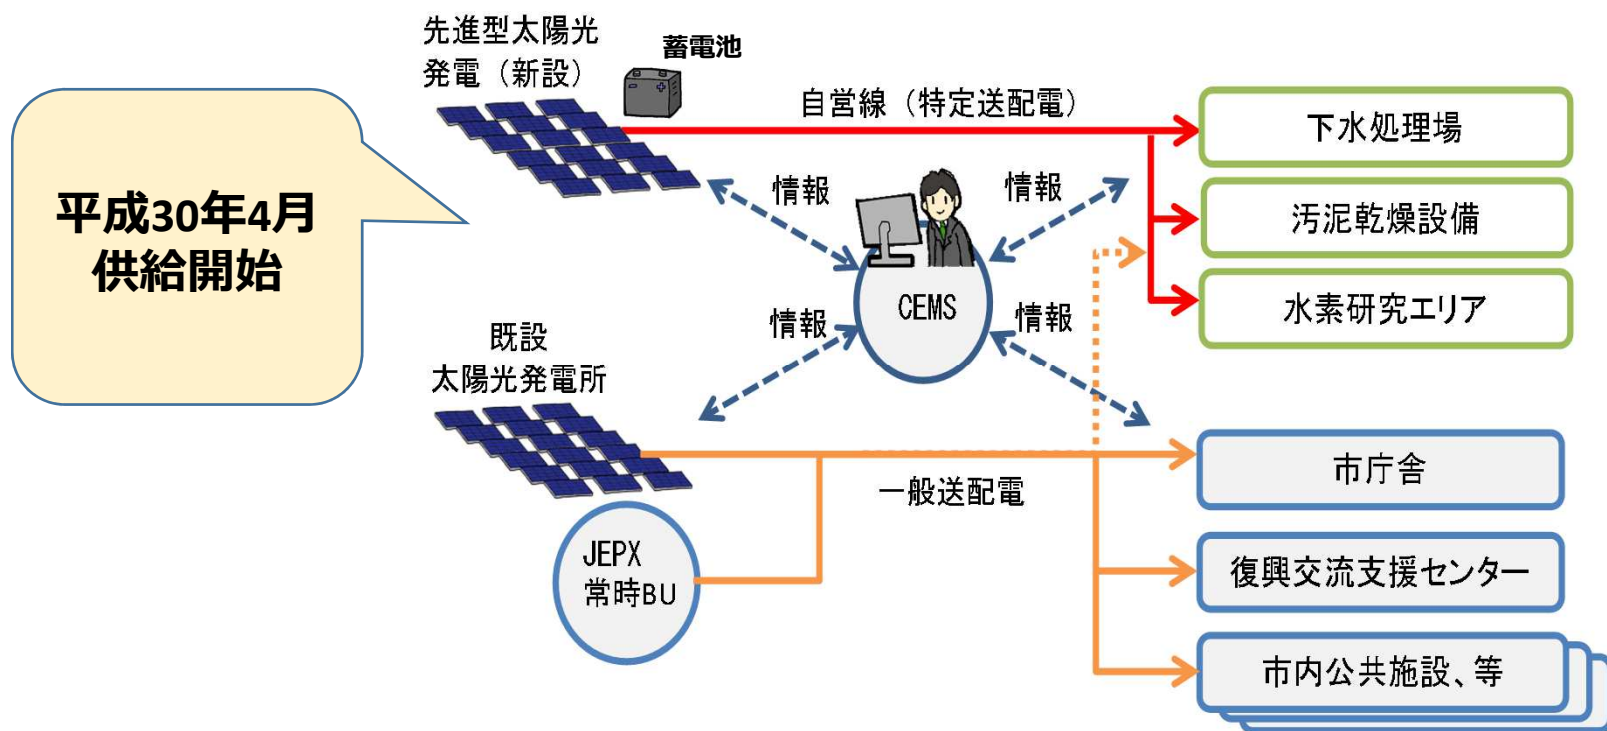 先進型太陽光
発電（新設）
蓄電池
自営線（特定送配電）
下水処理場
平成30年4月
供給開始
情報
情報
汚泥乾燥設備
CEMS
情報
情報
水素研究エリア
既設
太陽光発電所
一般送配電
市庁舎
JEPX
常時BU
復興交流支援センター
市内公共施設、等